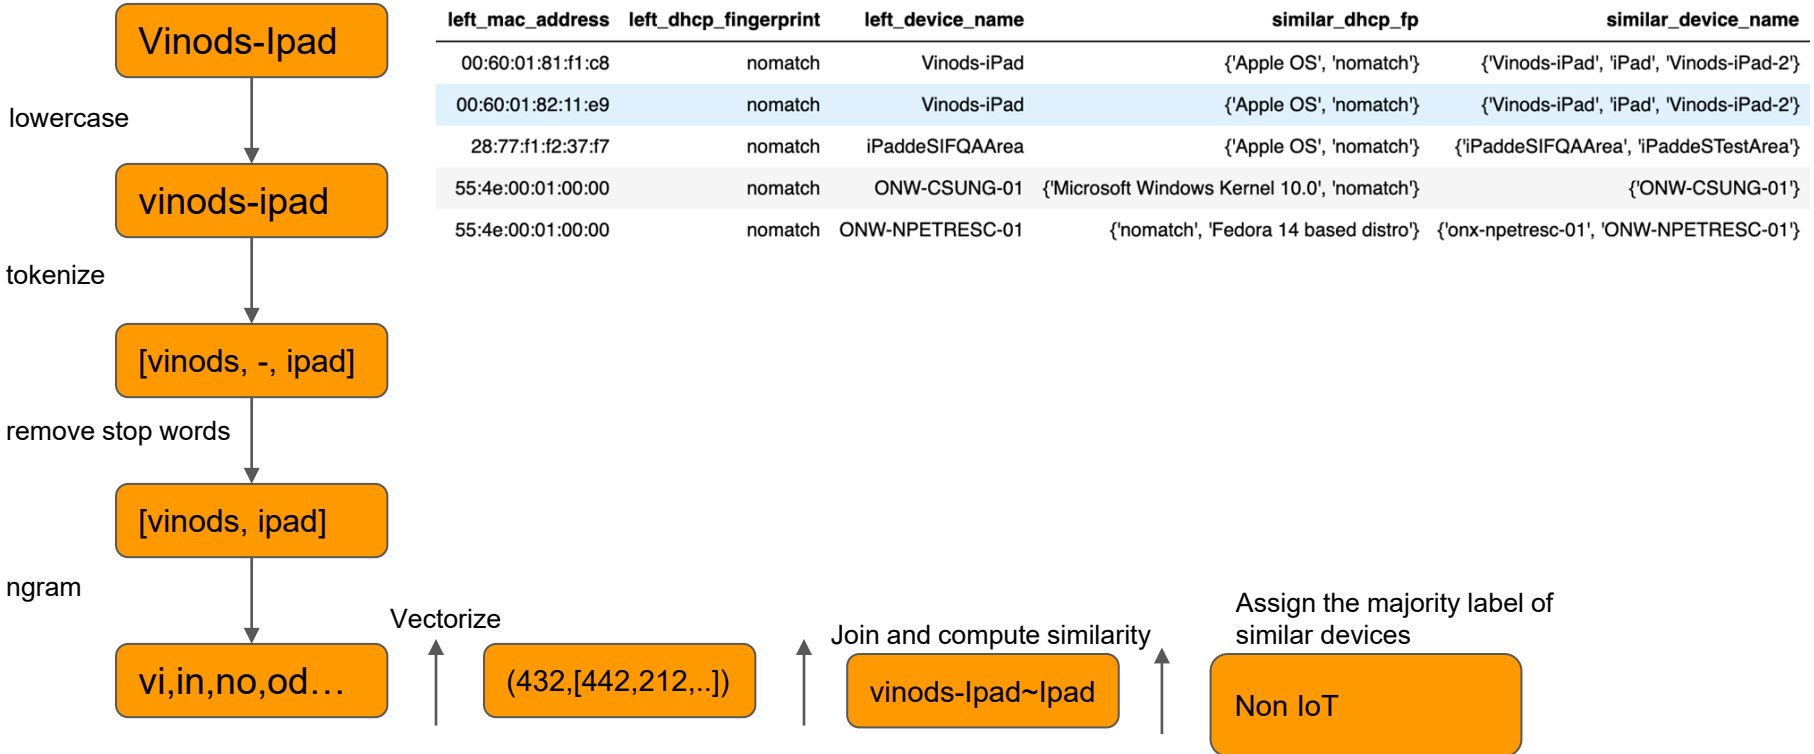 Vinods-Ipad
lowercase
vinods-ipad
tokenize
[vinods, -, ipad]
remove stop words
[vinods, ipad]
ngram
vi,in,no,od…
left_mac_address left_dhcp_fingerprint left_device_name similar_dhcp_fp similar_device_name
00:60:01:81:f1:c8 nomatch Vinods-iPad {'Apple OS', 'nomatch'} {'Vinods-iPad', 'iPad', 'Vinods-iPad-2'}
00:60:01:82:11:e9 nomatch Vinods-iPad {'Apple OS', 'nomatch'} {'Vinods-iPad', 'iPad', 'Vinods-iPad-2'}
28:77:f1:f2:37:f7 nomatch iPaddeSIFQAArea {'Apple OS', 'nomatch'} {'iPaddeSIFQAArea', 'iPaddeSTestArea'}
55:4e:00:01:00:00 nomatch ONW-CSUNG-01 {'Microsoft Windows Kernel 10.0', 'nomatch'} {'ONW-CSUNG-01'}
55:4e:00:01:00:00 nomatch ONW-NPETRESC-01 {'nomatch', 'Fedora 14 based distro'} {'onx-npetresc-01', 'ONW-NPETRESC-01'}
Vectorize
(432,[442,212,..])
Join and compute similarity
vinods-Ipad~Ipad
Assign the majority label of
similar devices
Non IoT